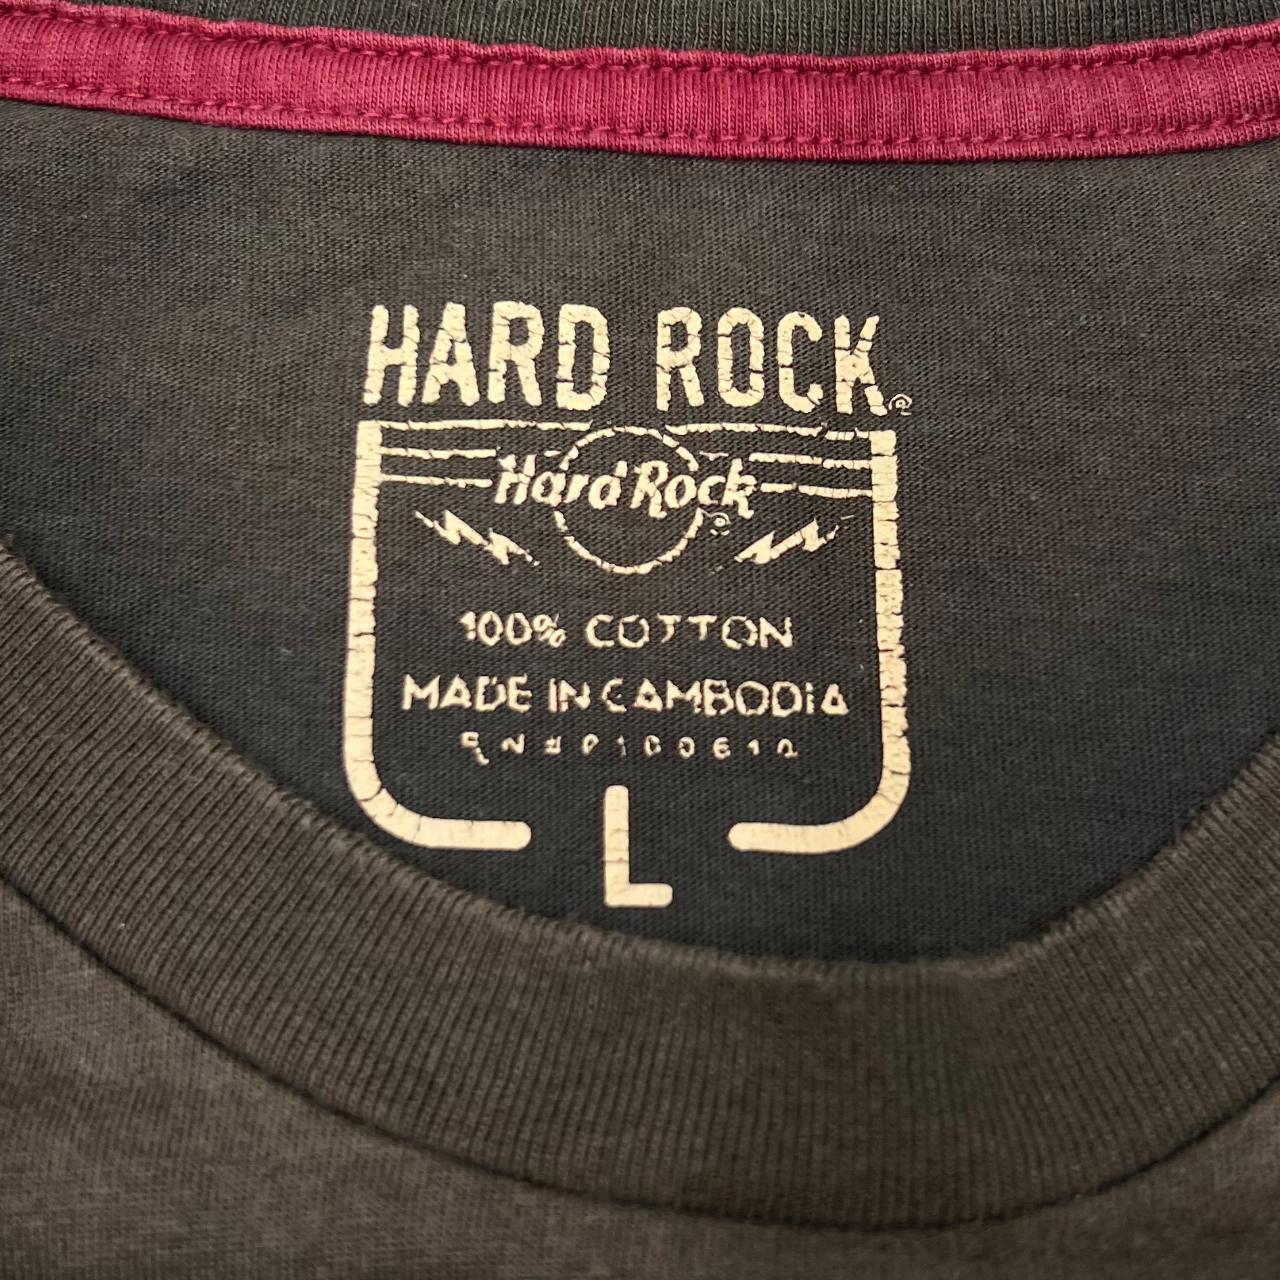 HARD ROCK®
Hard Rock®
100% COTTON
MADE IN CAMBODIA
L